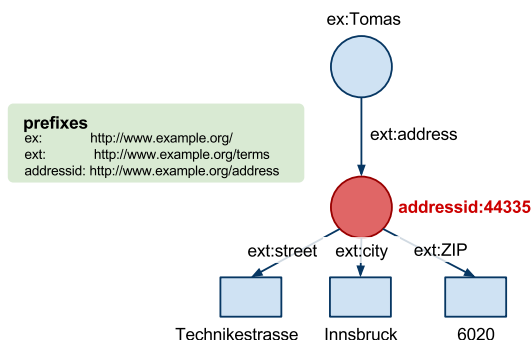 ex:Tomas
prefixes
ex: http://www.example.org/
ext: http://www.example.org/terms
addressid: http://www.example.org/address
ext:address
addressid:44335
ext:street ext:city ext:ZIP
Technikestrasse Innsbruck 6020